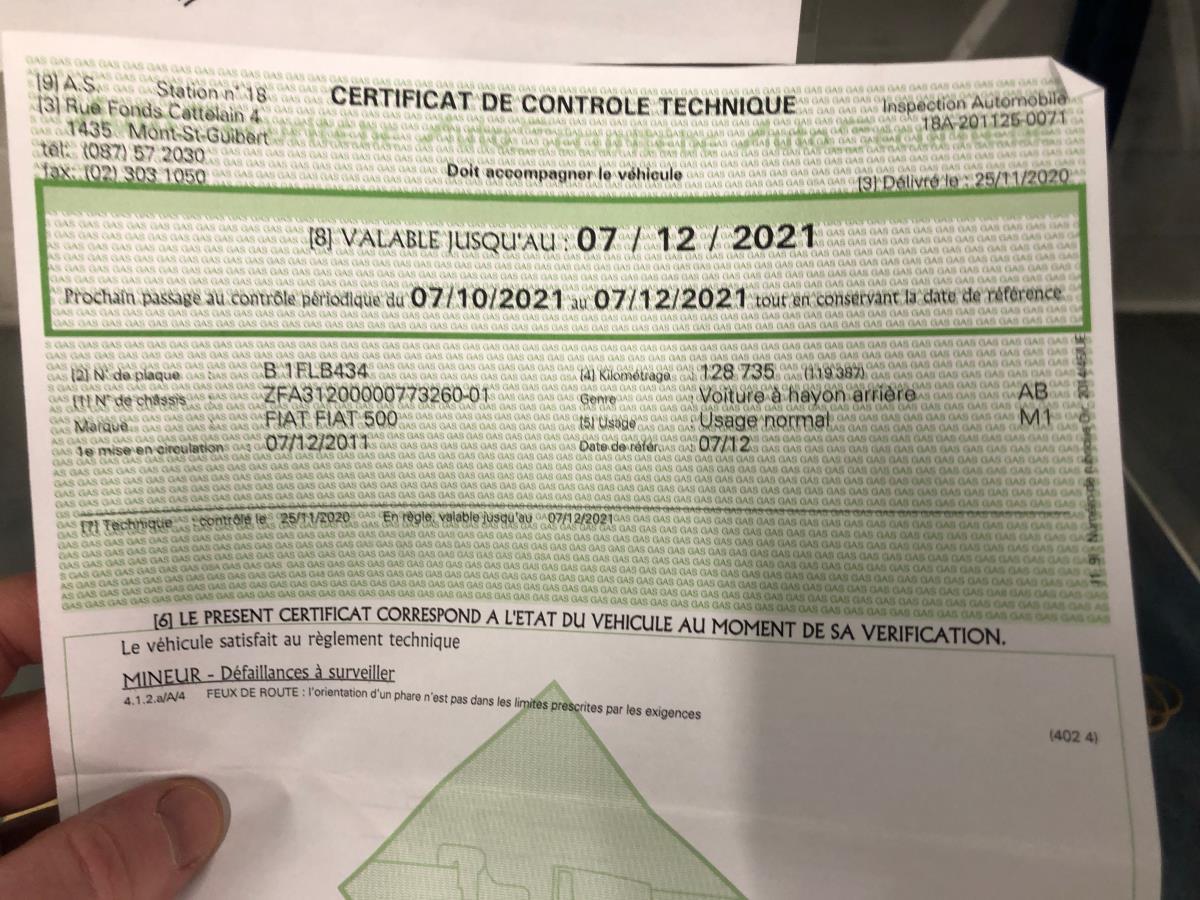 [9] A.S. Station n° 18
[3] Rue Fonds Cattelain 4
1435 Mont-St-Guibert
tél: (087) 57 2030
fax: (02) 303 1050
CERTIFICAT DE CONTROLE TECHNIQUE
Doit accompagner le véhicule
Inspection Automobile
18A-201125-0071
[3] Délivré le : 25/11/2020
[8] VALABLE JUSQU'AU : 07 / 12 / 2021
Prochain passage au contrôle périodique du 07/10/2021 au 07/12/2021 tout en conservant la date de référence
[2] N° de plaque : B 1FLB434 [4] Kilométrage : 128 735 (119 387)
[1] N° de châssis : ZFA31200000773260-01 Genre : Voiture à hayon arrière AB
Marque : FIAT FIAT 500 [5] Usage : Usage normal M1
1e mise en circulation : 07/12/2011 Date de référ. : 07/12
[7] Technique : contrôlé le 25/11/2020 En règle, valable jusqu'au 07/12/2021
[6] LE PRESENT CERTIFICAT CORRESPOND A L'ETAT DU VEHICULE AU MOMENT DE SA VERIFICATION.
Le véhicule satisfait au règlement technique
MINEUR - Défaillances à surveiller
4.1.2.a/A/4 FEUX DE ROUTE : l'orientation d'un phare n'est pas dans les limites prescrites par les exigences
(402 4)